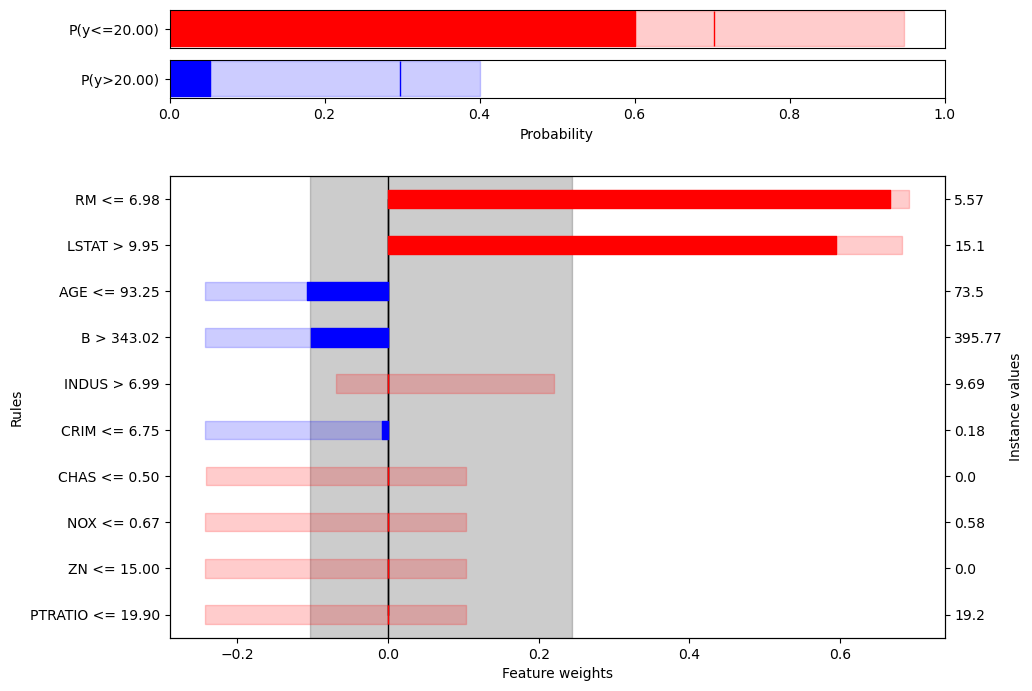 P(y<=20.00)
P(y>20.00)
0.0 0.2 0.4 0.6 0.8 1.0
Probability
RM <= 6.98 5.57
LSTAT > 9.95 15.1
AGE <= 93.25 73.5
B > 343.02 395.77
INDUS > 6.99 9.69
CRIM <= 6.75 0.18
CHAS <= 0.50 0.0
NOX <= 0.67 0.58
ZN <= 15.00 0.0
PTRATIO <= 19.90 19.2
Rules
Instance values
−0.2 0.0 0.2 0.4 0.6
Feature weights